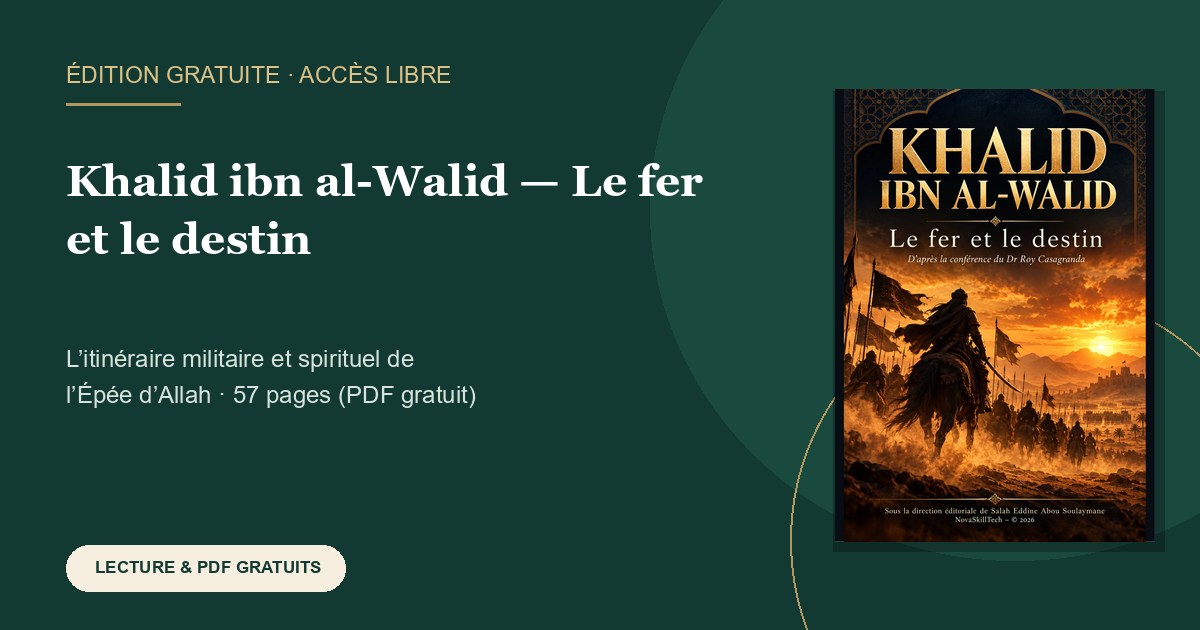 ÉDITION GRATUITE · ACCÈS LIBRE
Khalid ibn al-Walid — Le fer
et le destin
L’itinéraire militaire et spirituel de
l’Épée d’Allah · 57 pages (PDF gratuit)
LECTURE & PDF GRATUITS
KHALID
IBN AL-WALID
Le fer et le destin
D'après la conférence du Dr Roy Casagranda
Sous la direction éditoriale de Salah Eddine Abou Soulaymane
NovaSkillTech – © 2026